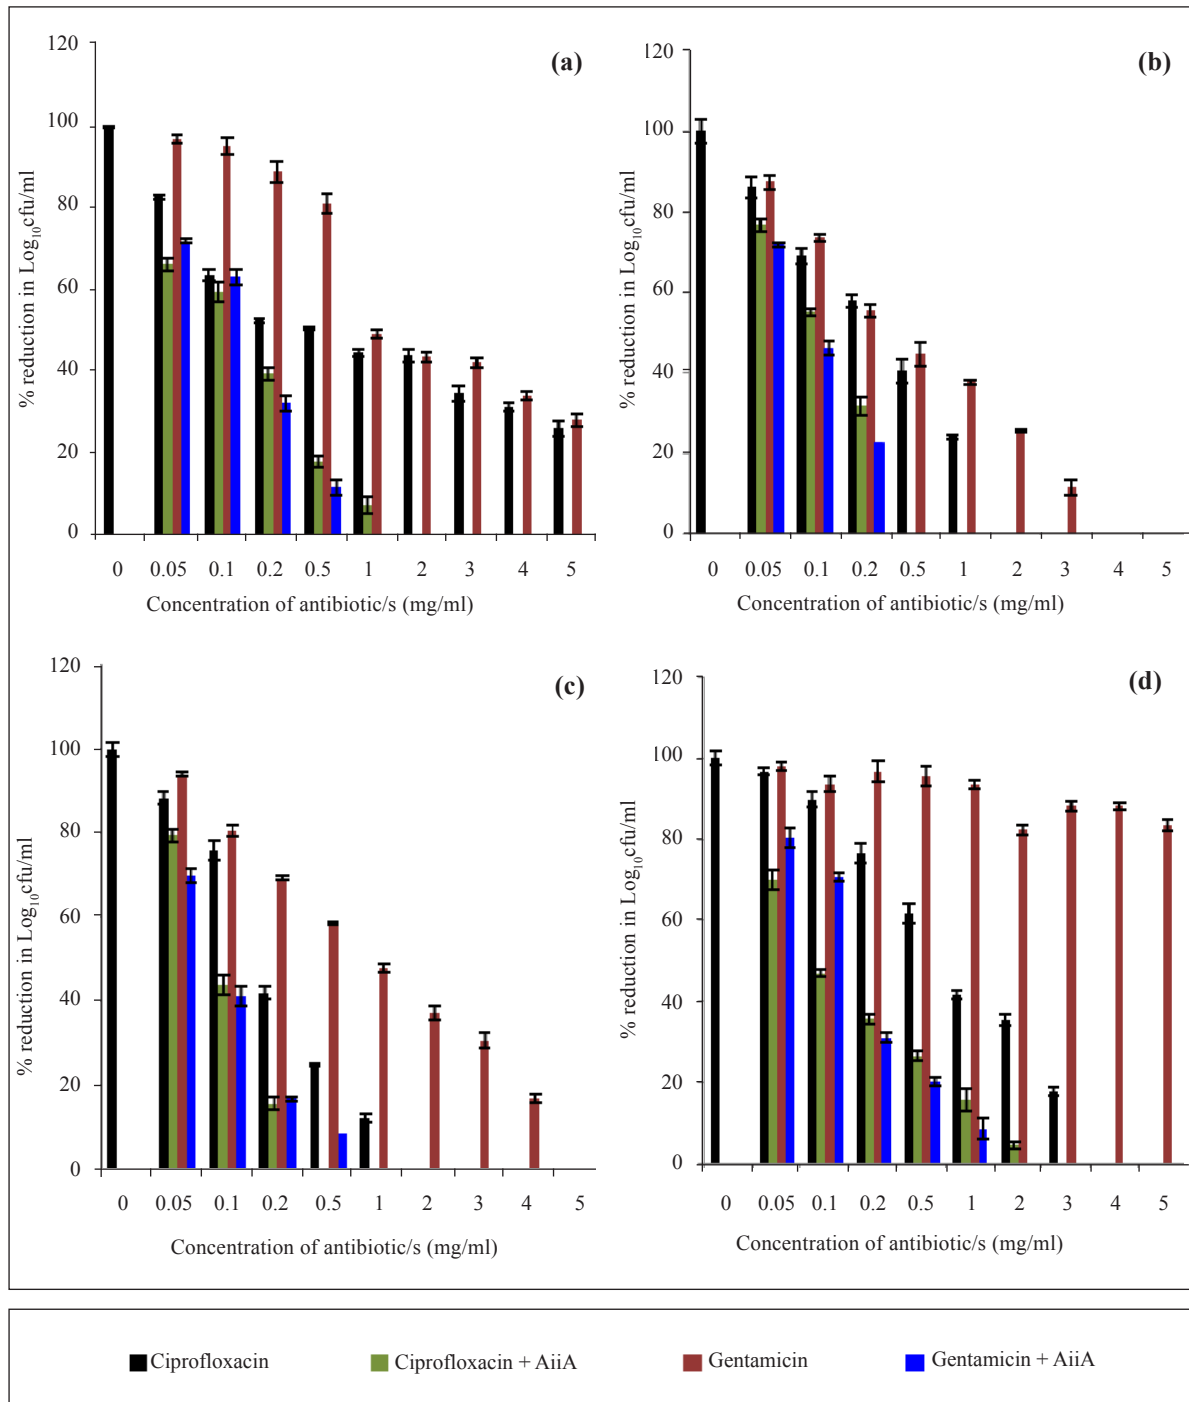 (a)
120
100
80
60
40
20
0
% reduction in Log10cfu/ml
0 0.05 0.1 0.2 0.5 1 2 3 4 5
Concentration of antibiotic/s (mg/ml)
(b)
120
100
80
60
40
20
0
% reduction in Log10cfu/ml
0 0.05 0.1 0.2 0.5 1 2 3 4 5
Concentration of antibiotic/s (mg/ml)
(c)
120
100
80
60
40
20
0
% reduction in Log10cfu/ml
0 0.05 0.1 0.2 0.5 1 2 3 4 5
Concentration of antibiotic/s (mg/ml)
(d)
120
100
80
60
40
20
0
% reduction in Log10cfu/ml
0 0.05 0.1 0.2 0.5 1 2 3 4 5
Concentration of antibiotic/s (mg/ml)
Ciprofloxacin Ciprofloxacin + AiiA Gentamicin Gentamicin + AiiA